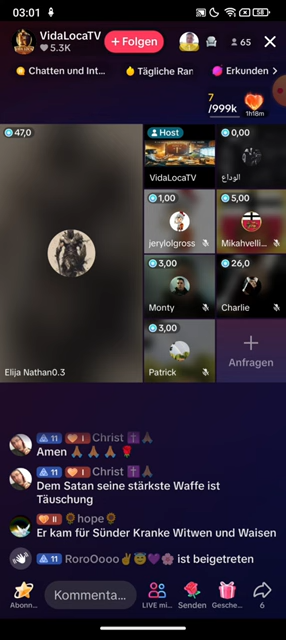 03:01
58
VidaLocaTV
5.3K
+ Folgen
65
Chatten und Int...
Tägliche Ran
Erkunden >
7
/999k
1h18m
47,0
Host
VidaLocaTV
0,00
الوداع
1,00
jerylolgross
5,00
Mikahvelli...
3,00
Monty
26,0
Charlie
Elija Nathan0.3
3,00
Patrick
+
Anfragen
11 I Christ ✝️🙏🏿
Amen 🙏🏽 🙏🏽 🙏🏽 🌹
11 I Christ ✝️🙏🏿
Dem Satan seine stärkste Waffe ist
Täuschung
II 🌻hope🌻
Er kam für Sünder Kranke Witwen und Waisen
11 RoroOooo✌️😇💜🌸 ist beigetreten
Kommenta...
Abonn...
LIVE mi...
Senden
Gesche...
6